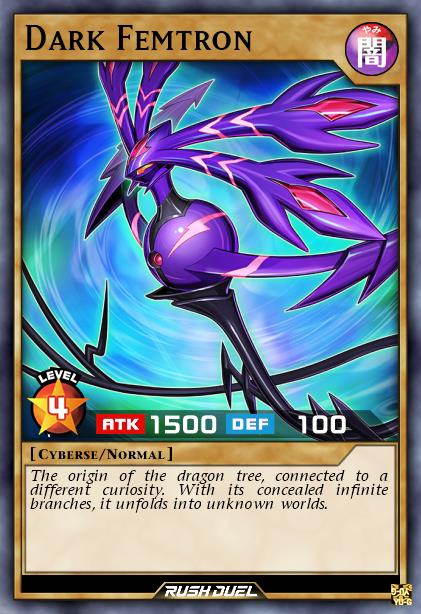 Dark Femtron
やみ
闇
LEVEL
4
ATK 1500 DEF 100
[Cyberse/Normal]
The origin of the dragon tree, connected to a
different curiosity. With its concealed infinite
branches, it unfolds into unknown worlds.
RUSH DUEL